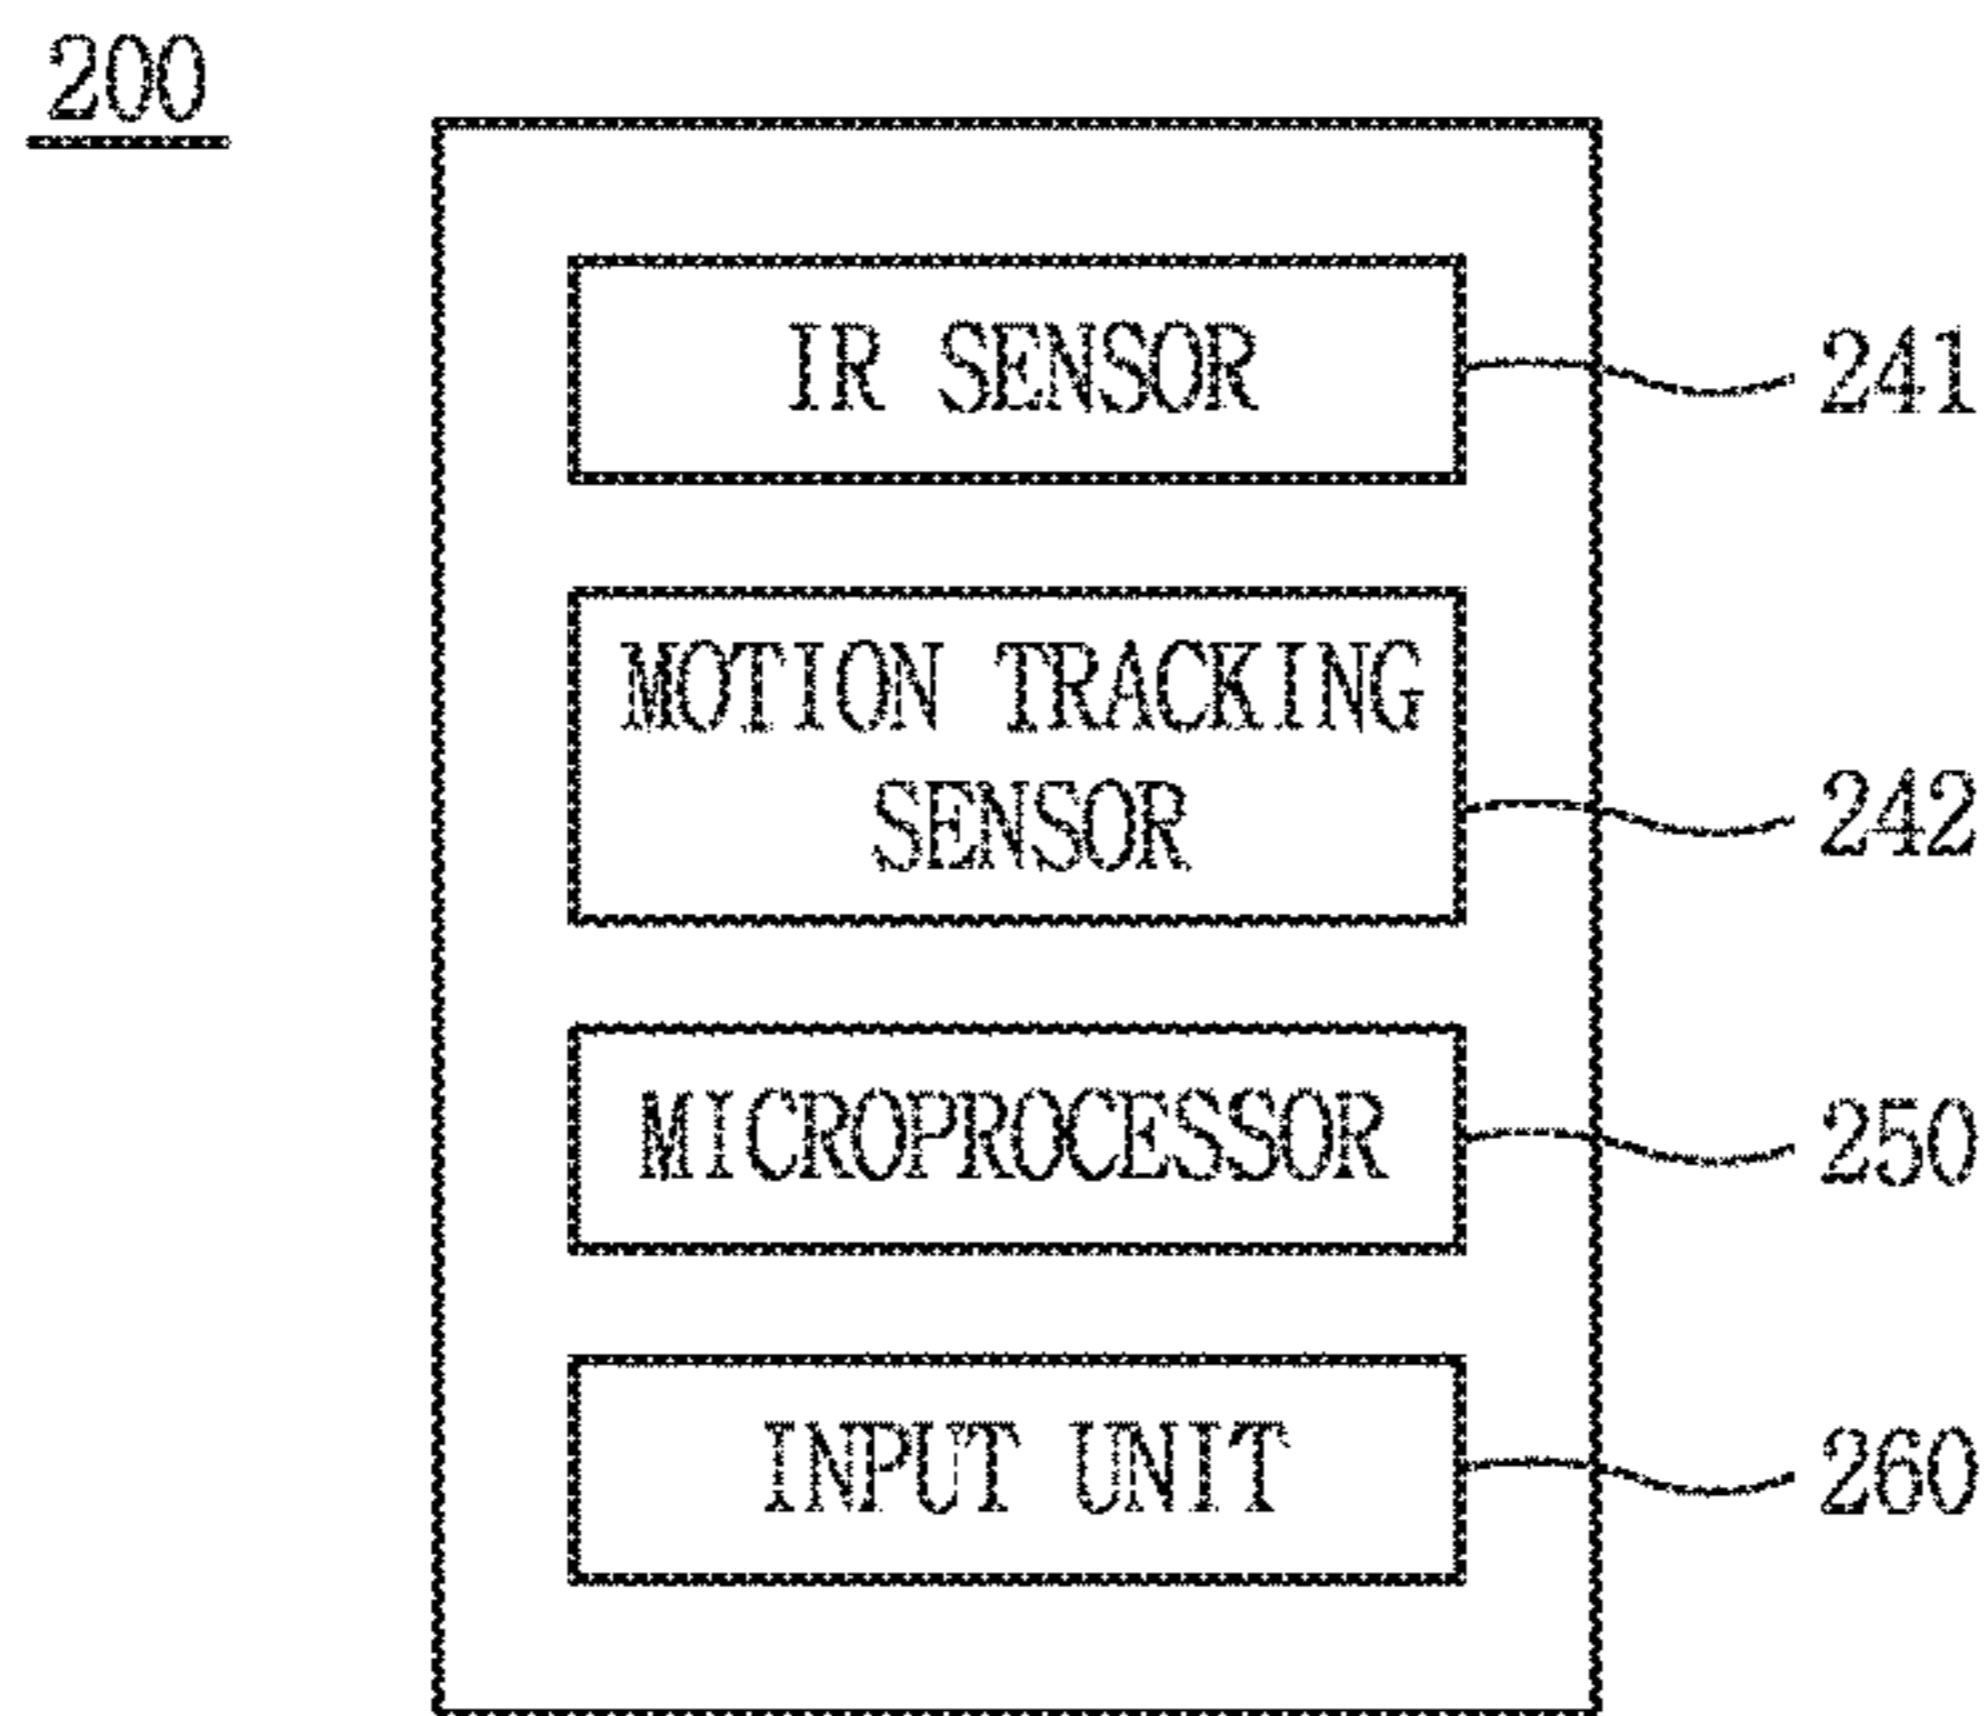 200
IR SENSOR
241
MOTION TRACKING
SENSOR
242
MICROPROCESSOR
250
INPUT UNIT
260